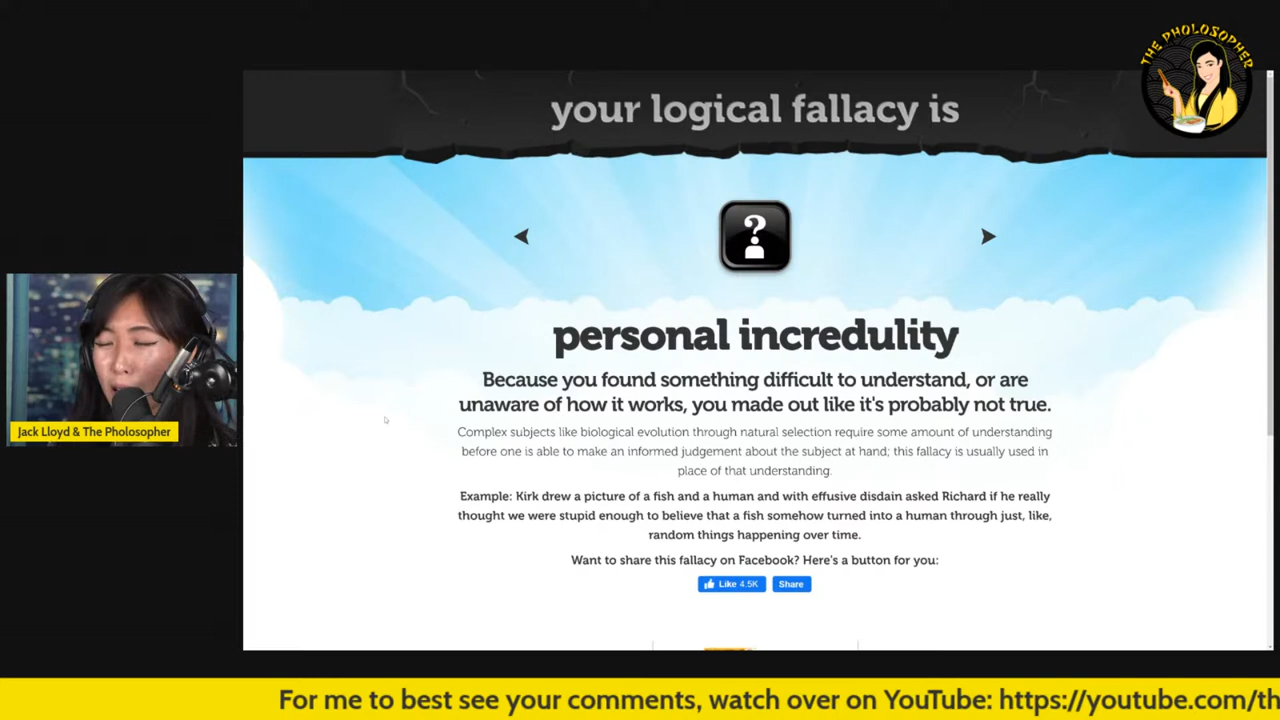 THE PHOLOSOPHER
your logical fallacy is
?
personal incredulity
Because you found something difficult to understand, or are
unaware of how it works, you made out like it's probably not true.
Complex subjects like biological evolution through natural selection require some amount of understanding
before one is able to make an informed judgement about the subject at hand; this fallacy is usually used in
place of that understanding.
Example: Kirk drew a picture of a fish and a human and with effusive disdain asked Richard if he really
thought we were stupid enough to believe that a fish somehow turned into a human through just, like,
random things happening over time.
Want to share this fallacy on Facebook? Here's a button for you:
Like 4.5K Share
Jack Lloyd & The Pholosopher
For me to best see your comments, watch over on YouTube: https://youtube.com/th